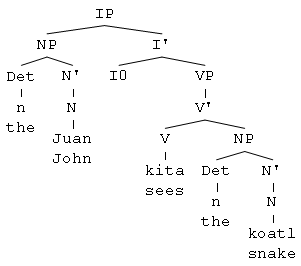 IP
NP I'
Det N' I0 VP
n N V'
the Juan V NP
John kita Det N'
sees n N
the koatl
snake